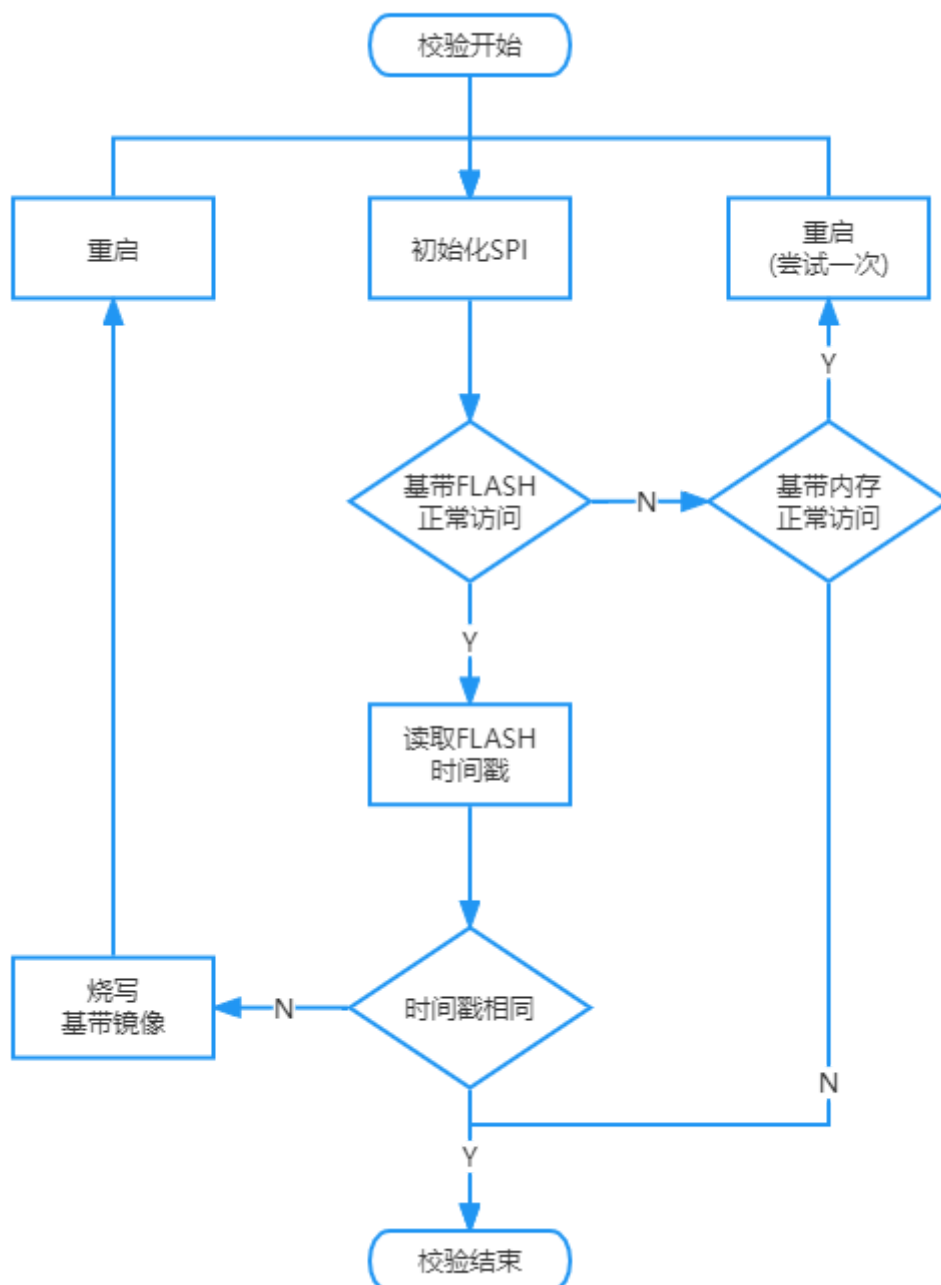 校验开始
重启
初始化SPI
重启
(尝试一次)
Y
基带FLASH
正常访问
N
基带内存
正常访问
Y
读取FLASH
时间戳
烧写
基带镜像
N
时间戳相同
N
Y
校验结束